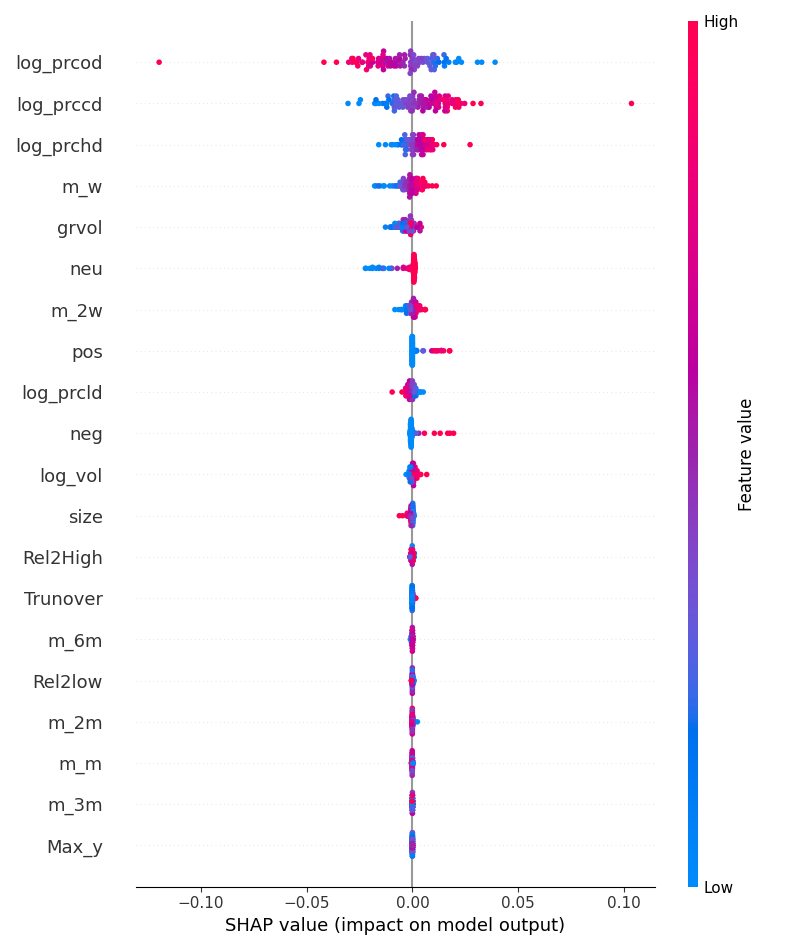 High
log_prcod
log_prccd
log_prchd
m_w
grvol
neu
m_2w
pos
log_prcld
neg
log_vol
size
Rel2High
Trunover
m_6m
Rel2low
m_2m
m_m
m_3m
Max_y
Feature value
Low
−0.10 −0.05 0.00 0.05 0.10
SHAP value (impact on model output)